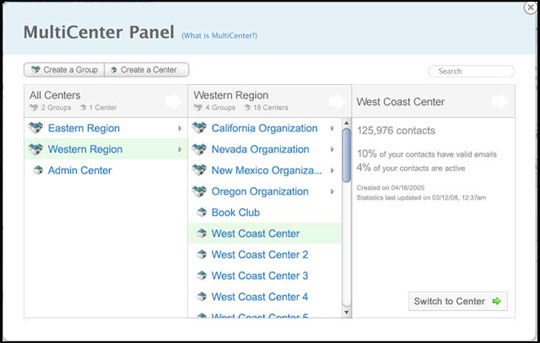 MultiCenter Panel (What is MultiCenter?)
Create a Group Create a Center Search
All Centers
2 Groups 1 Center
Eastern Region
Western Region
Admin Center
Western Region
4 Groups 18 Centers
California Organization
Nevada Organization
New Mexico Organiza...
Oregon Organization
Book Club
West Coast Center
West Coast Center 2
West Coast Center 3
West Coast Center 4
West Coast Center 5
West Coast Center
125,976 contacts
10% of your contacts have valid emails
4% of your contacts are active
Created on 04/16/2005
Statistics last updated on 03/12/08, 12:37am
Switch to Center